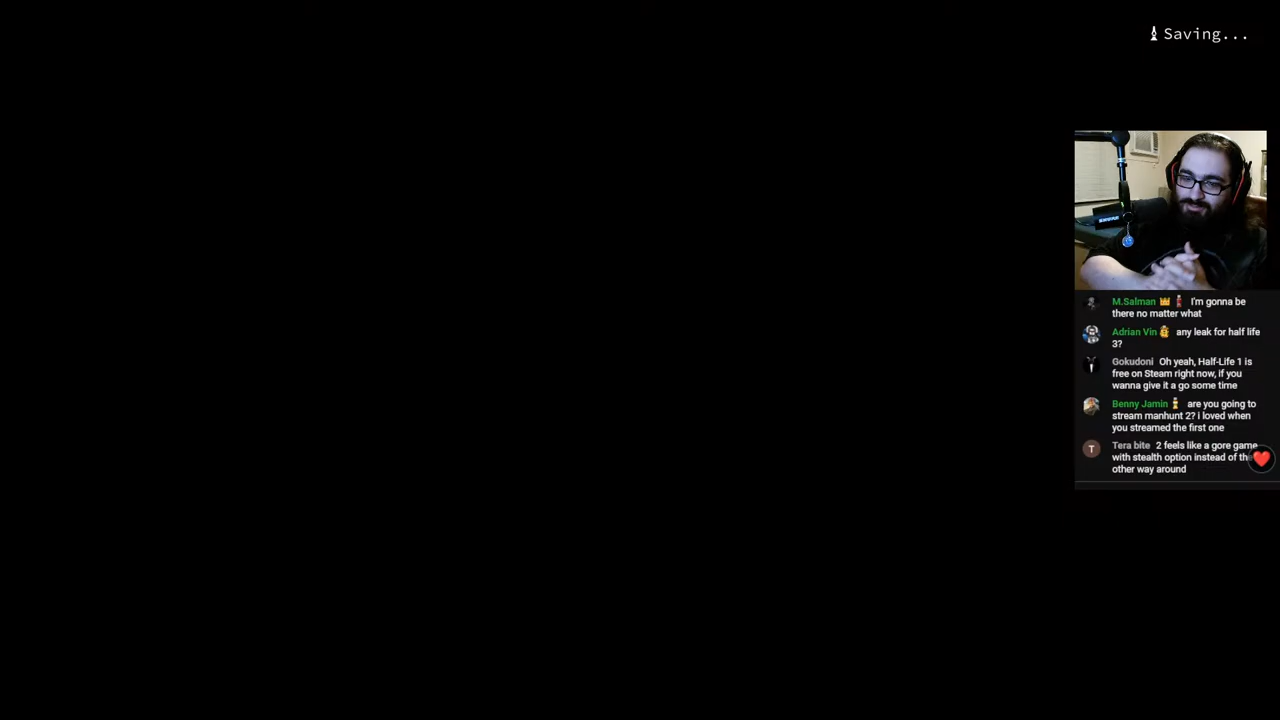 Saving...
M.Salman I'm gonna be
there no matter what
Adrian Vin any leak for half life
3?
Gokudoni Oh yeah, Half-Life 1 is
free on Steam right now, if you
wanna give it a go some time
Benny Jamin are you going to
stream manhunt 2? i loved when
you streamed the first one
T
Tera bite 2 feels like a gore game
with stealth option instead of the
other way around